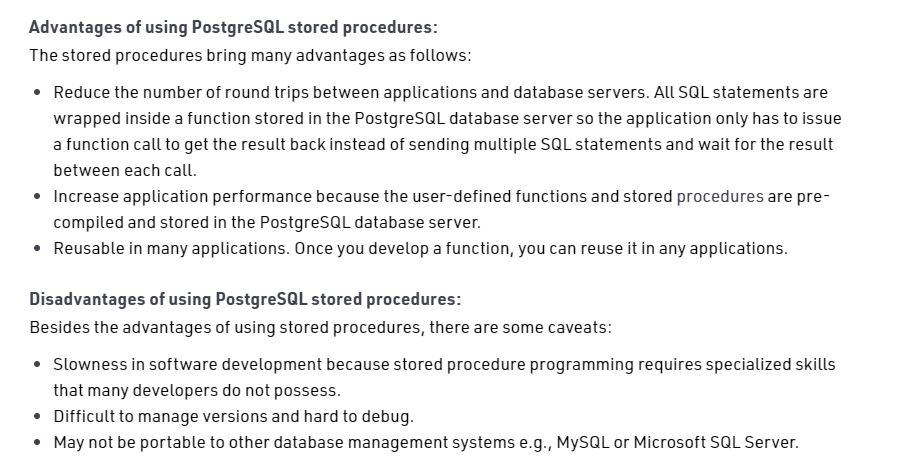 Advantages of using PostgreSQL stored procedures:
The stored procedures bring many advantages as follows:
• Reduce the number of round trips between applications and database servers. All SQL statements are
wrapped inside a function stored in the PostgreSQL database server so the application only has to issue
a function call to get the result back instead of sending multiple SQL statements and wait for the result
between each call.
• Increase application performance because the user-defined functions and stored procedures are pre-
compiled and stored in the PostgreSQL database server.
• Reusable in many applications. Once you develop a function, you can reuse it in any applications.
Disadvantages of using PostgreSQL stored procedures:
Besides the advantages of using stored procedures, there are some caveats:
• Slowness in software development because stored procedure programming requires specialized skills
that many developers do not possess.
• Difficult to manage versions and hard to debug.
• May not be portable to other database management systems e.g., MySQL or Microsoft SQL Server.